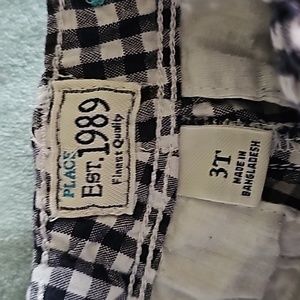 PLACE
EST. 1989
Finest Quality
3T
MADE IN
BANGLADESH